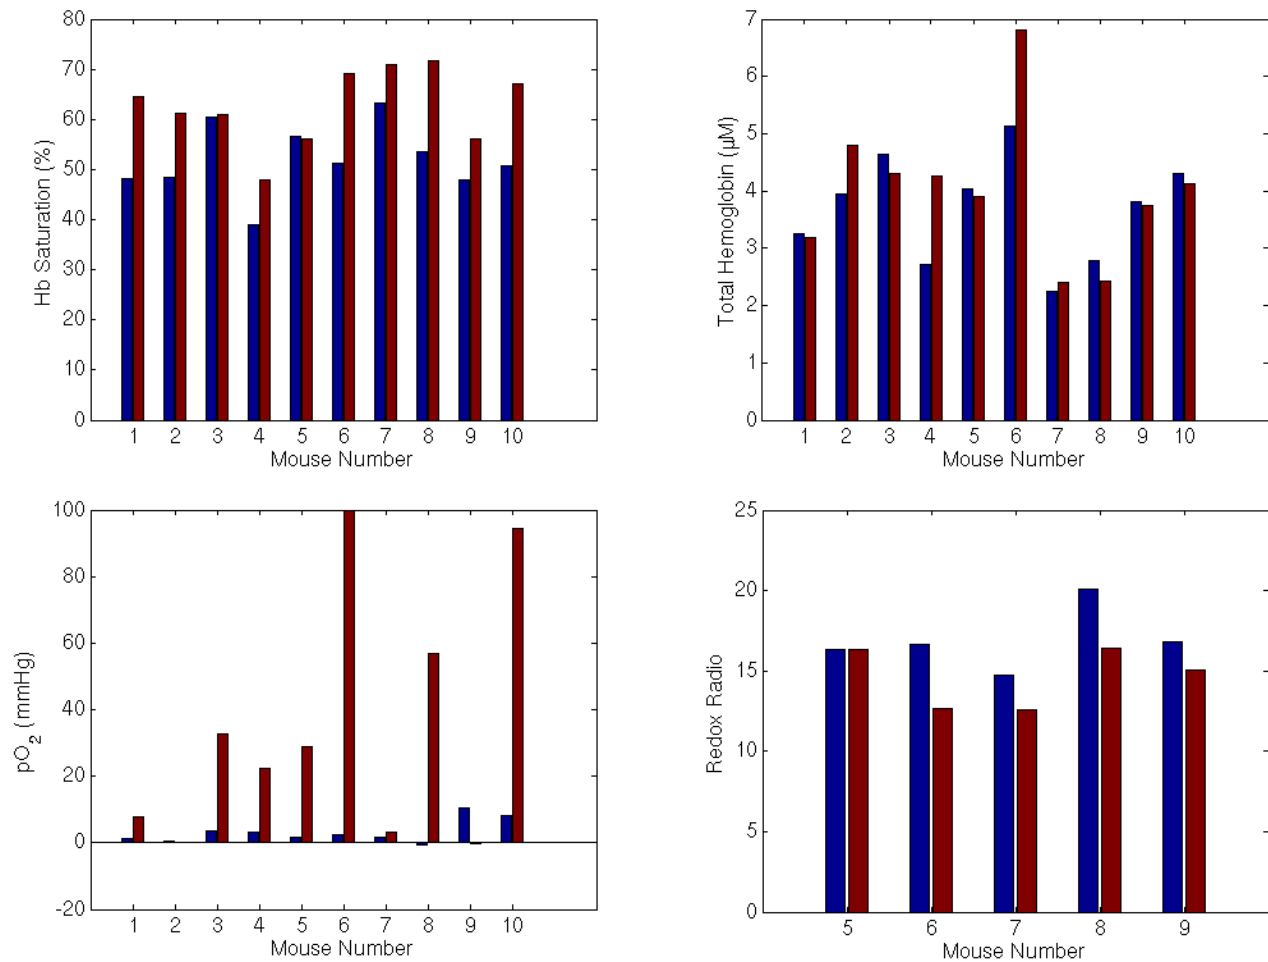 80
70
60
50
40
30
20
10
0
Hb Saturation (%)
1 2 3 4 5 6 7 8 9 10
Mouse Number
7
6
5
4
3
2
1
0
Total Hemoglobin (µM)
1 2 3 4 5 6 7 8 9 10
Mouse Number
100
80
60
40
20
0
-20
pO2 (mmHg)
1 2 3 4 5 6 7 8 9 10
Mouse Number
25
20
15
10
5
0
Redox Radio
5 6 7 8 9
Mouse Number